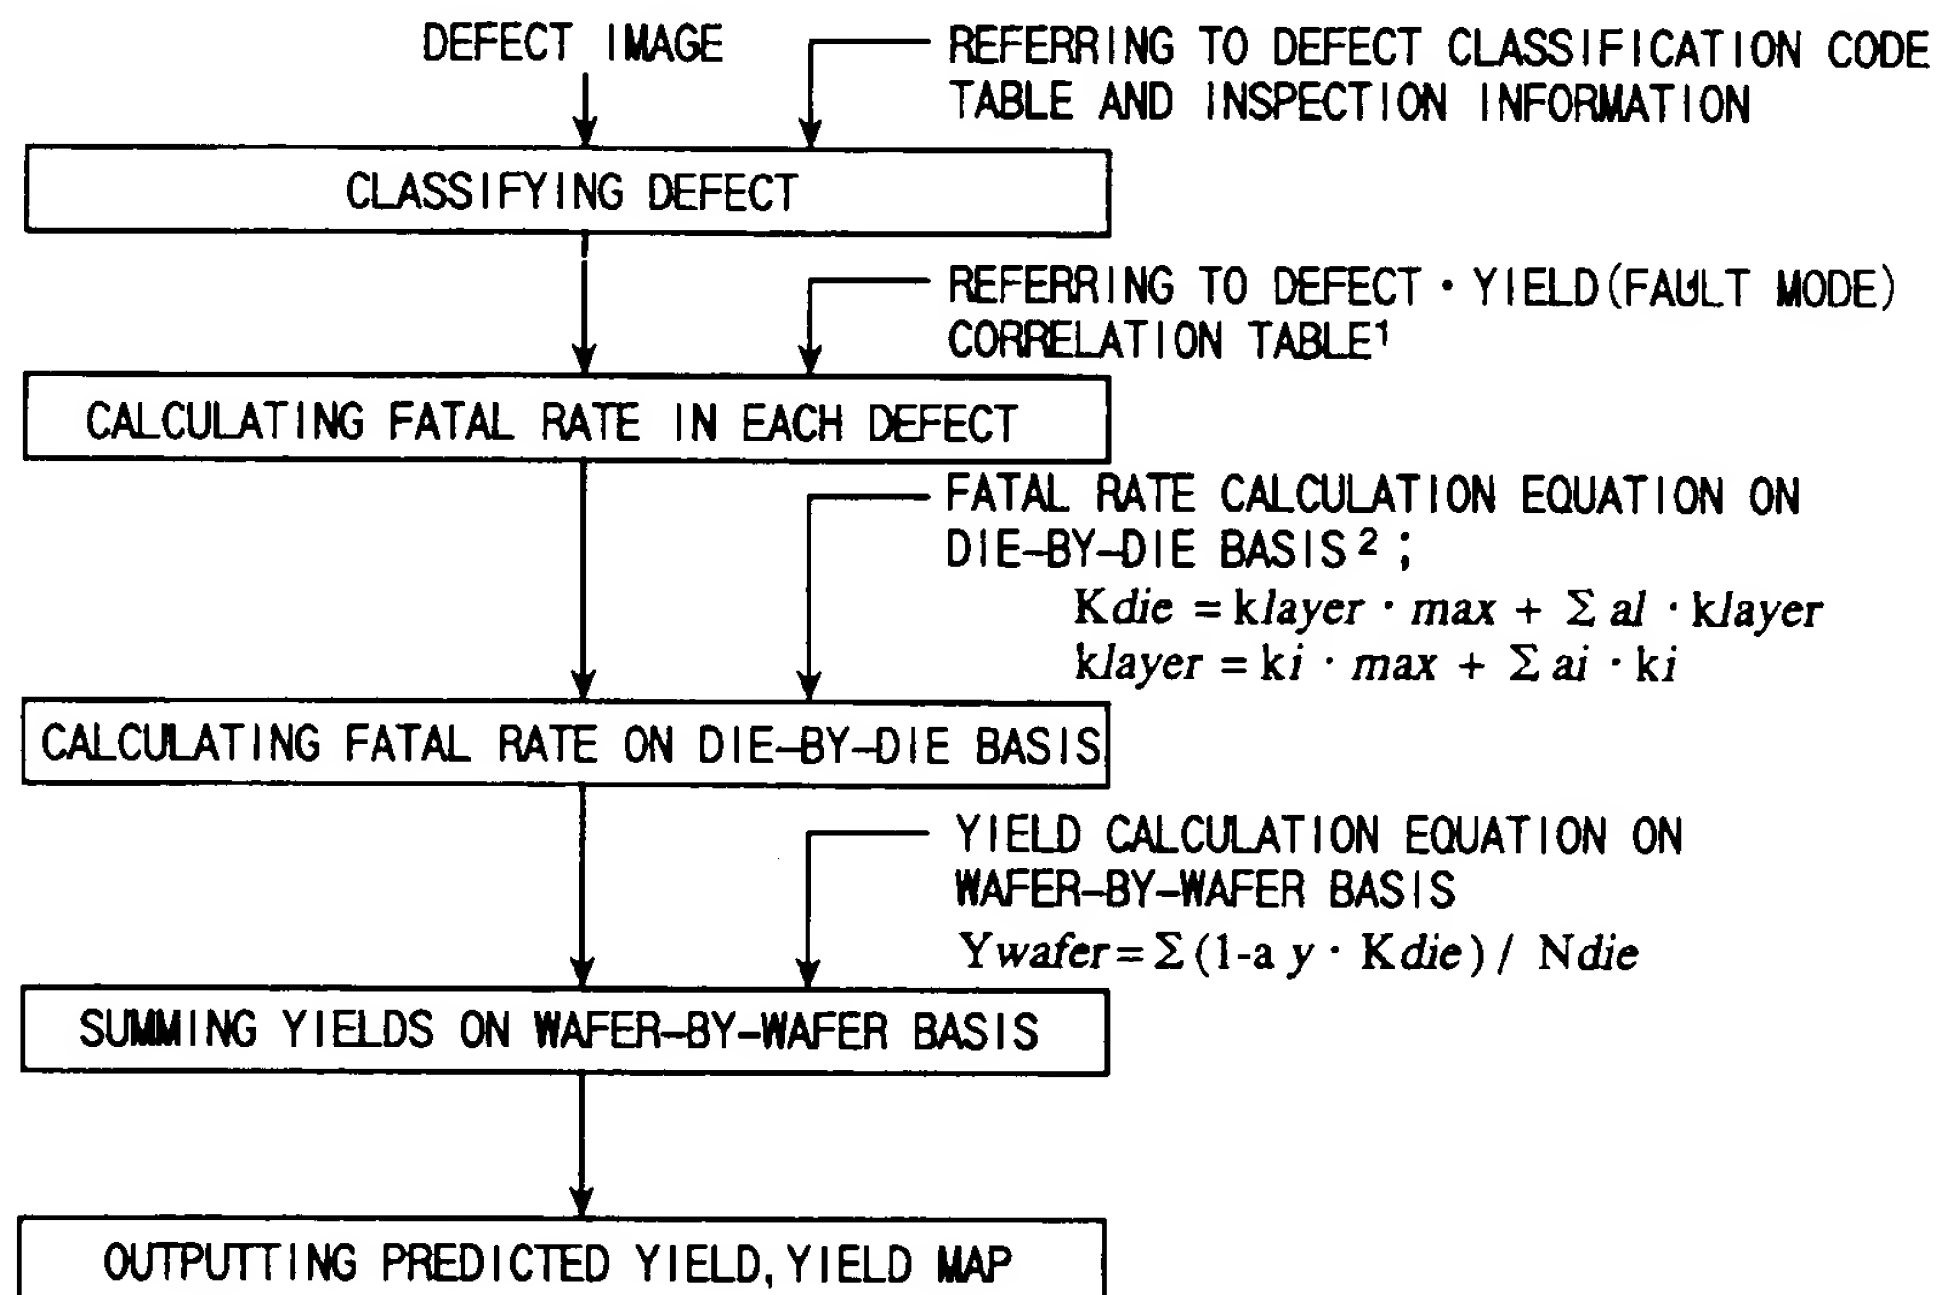 DEFECT IMAGE
REFERRING TO DEFECT CLASSIFICATION CODE
TABLE AND INSPECTION INFORMATION
CLASSIFYING DEFECT
REFERRING TO DEFECT・YIELD(FAULT MODE)
CORRELATION TABLE¹
CALCULATING FATAL RATE IN EACH DEFECT
FATAL RATE CALCULATION EQUATION ON
DIE-BY-DIE BASIS² ;
Kdie = klayer · max + Σ al · klayer
klayer = ki · max + Σ ai · ki
CALCULATING FATAL RATE ON DIE-BY-DIE BASIS
YIELD CALCULATION EQUATION ON
WAFER-BY-WAFER BASIS
Ywafer = Σ (1-a y · Kdie) / Ndie
SUMMING YIELDS ON WAFER-BY-WAFER BASIS
OUTPUTTING PREDICTED YIELD, YIELD MAP